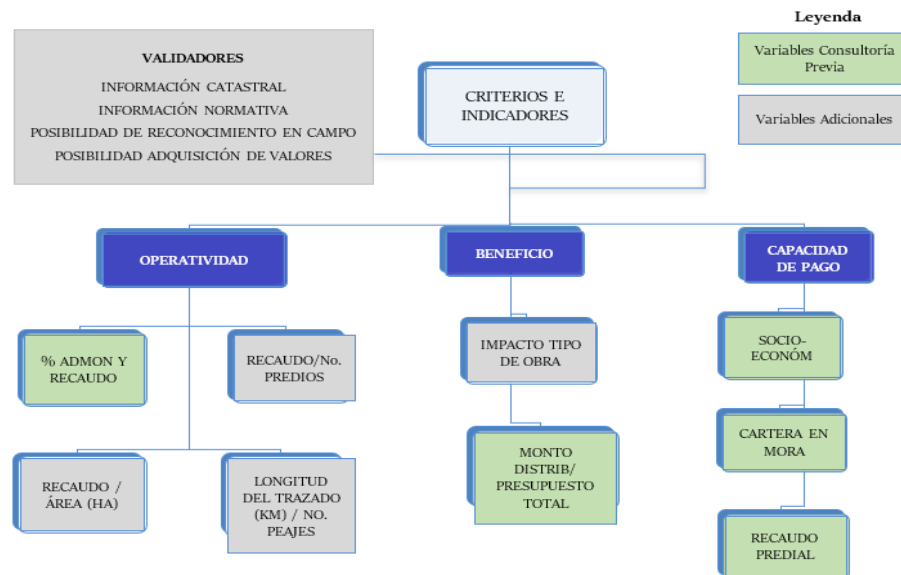 Leyenda
Variables Consultoría
Previa
Variables Adicionales
VALIDADORES
INFORMACIÓN CATASTRAL
INFORMACIÓN NORMATIVA
POSIBILIDAD DE RECONOCIMIENTO EN CAMPO
POSIBILIDAD ADQUISICIÓN DE VALORES
CRITERIOS E
INDICADORES
OPERATIVIDAD
BENEFICIO
CAPACIDAD
DE PAGO
% ADMON Y
RECAUDO
RECAUDO/No.
PREDIOS
IMPACTO TIPO
DE OBRA
SOCIO-
ECONÓM
RECAUDO /
ÁREA (HA)
LONGITUD
DEL TRAZADO
(KM) / NO.
PEAJES
MONTO
DISTRIB/
PRESUPUESTO
TOTAL
CARTERA EN
MORA
RECAUDO
PREDIAL